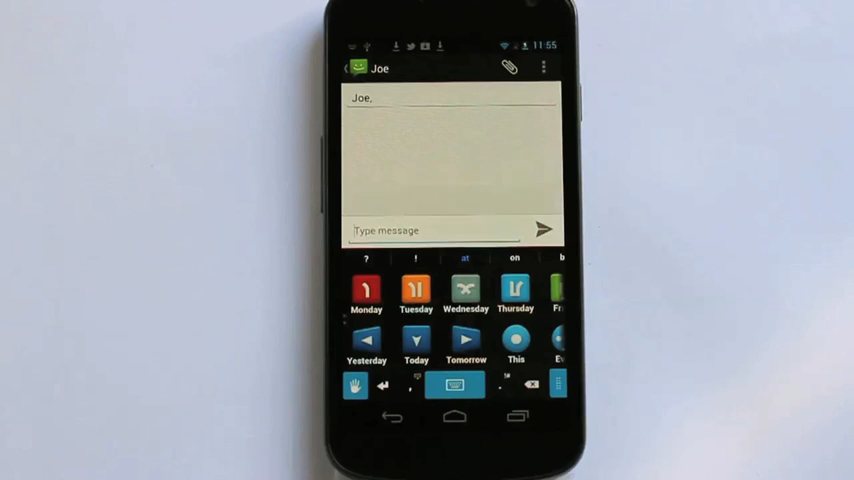 11:55
Joe
Joe,
Type message
? ! at on
Monday Tuesday Wednesday Thursday
Yesterday Today Tomorrow This
, .